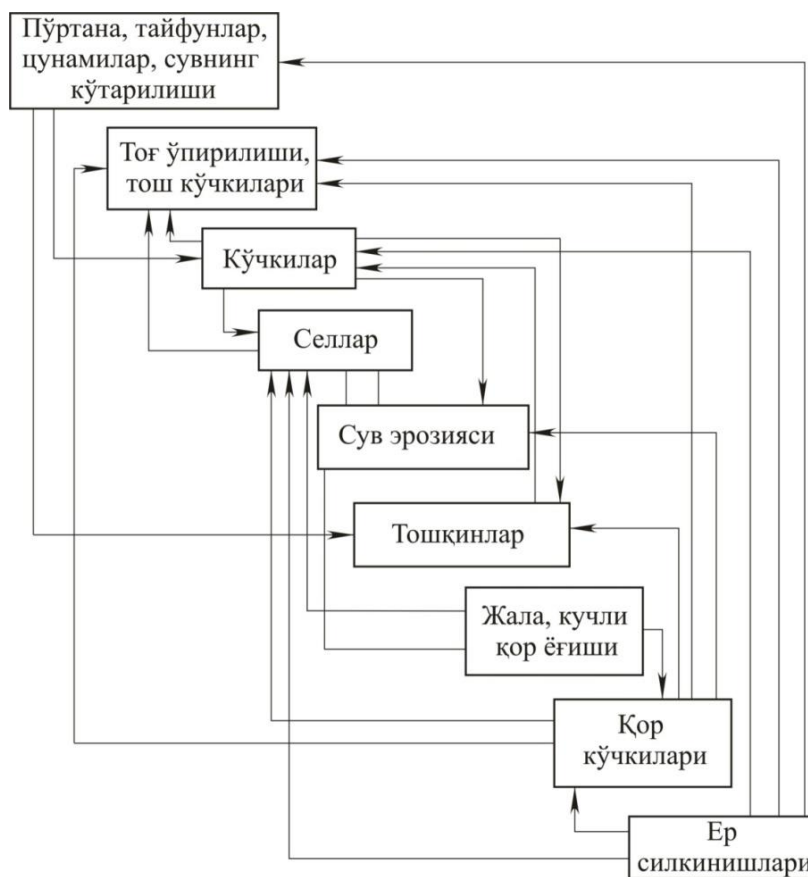 Пўртана, тайфунлар,
цунамилар, сувнинг
кўтарилиши
Тоғ ўпирилиши,
тош кўчкилари
Кўчкилар
Селлар
Сув эрозияси
Тошқинлар
Жала, кучли
қор ёғиши
Қор
кўчкилари
Ер
силкинишлари